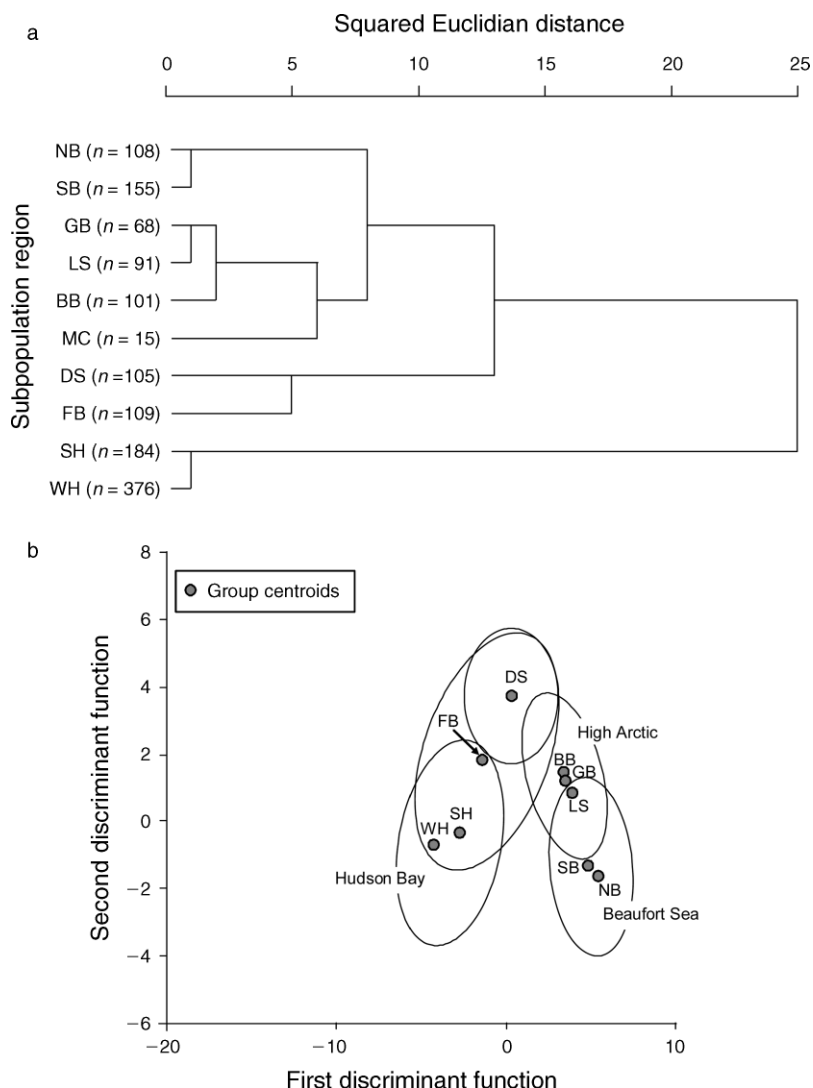 a
Squared Euclidian distance
0 5 10 15 20 25
Subpopulation region
NB (n = 108)
SB (n = 155)
GB (n = 68)
LS (n = 91)
BB (n = 101)
MC (n = 15)
DS (n =105)
FB (n =109)
SH (n =184)
WH (n = 376)
b
8
Group centroids
6
DS
4
FB
High Arctic
2
BB
GB
LS
SH
0
WH
SB
Hudson Bay
−2
NB
Beaufort Sea
−4
−6
Second discriminant function
−20 −10 0 10
First discriminant function